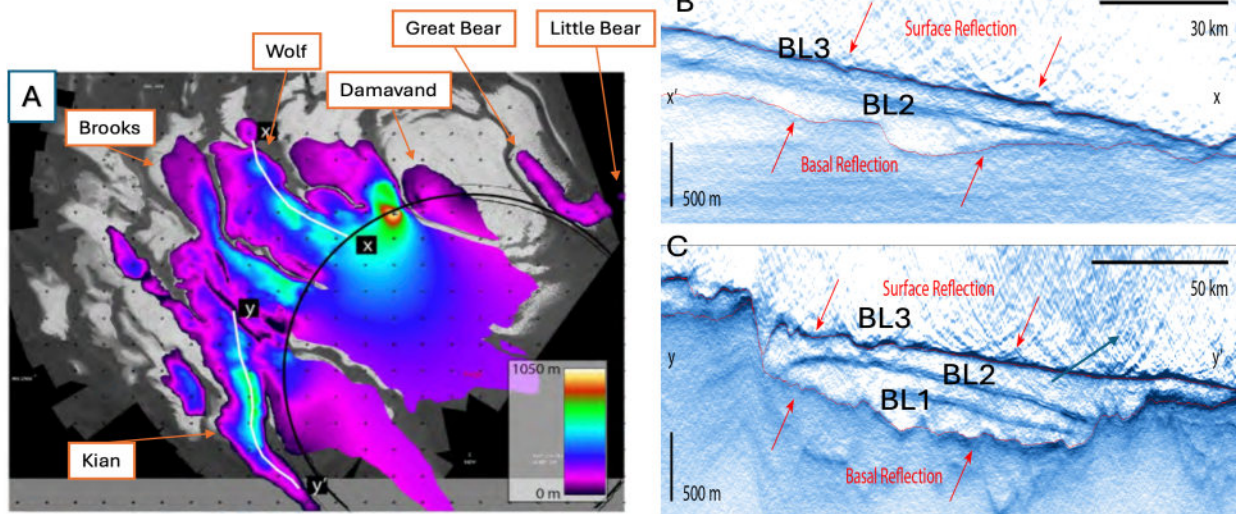 A
Brooks
Wolf
Damavand
Great Bear
Little Bear
x'
x
y
y'
Kian
1050 m
0 m
B
30 km
Surface Reflection
BL3
BL2
x'
x
Basal Reflection
500 m
C
50 km
Surface Reflection
BL3
BL2
BL1
y
y'
Basal Reflection
500 m